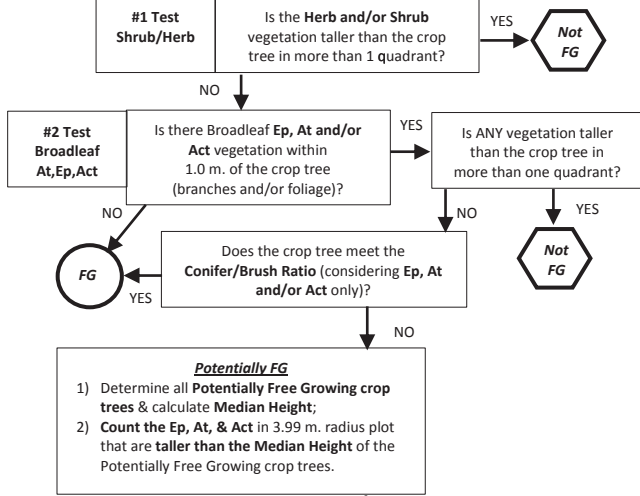 #1 Test
Shrub/Herb
Is the Herb and/or Shrub
vegetation taller than the crop
tree in more than 1 quadrant?
YES
Not
FG
NO
#2 Test
Broadleaf
At,Ep,Act
Is there Broadleaf Ep, At and/or
Act vegetation within
1.0 m. of the crop tree
(branches and/or foliage)?
YES
Is ANY vegetation taller
than the crop tree in
more than one quadrant?
NO
NO
YES
FG
YES
Does the crop tree meet the
Conifer/Brush Ratio (considering Ep, At
and/or Act only)?
Not
FG
NO
Potentially FG
1) Determine all Potentially Free Growing crop
trees & calculate Median Height;
2) Count the Ep, At, & Act in 3.99 m. radius plot
that are taller than the Median Height of the
Potentially Free Growing crop trees.